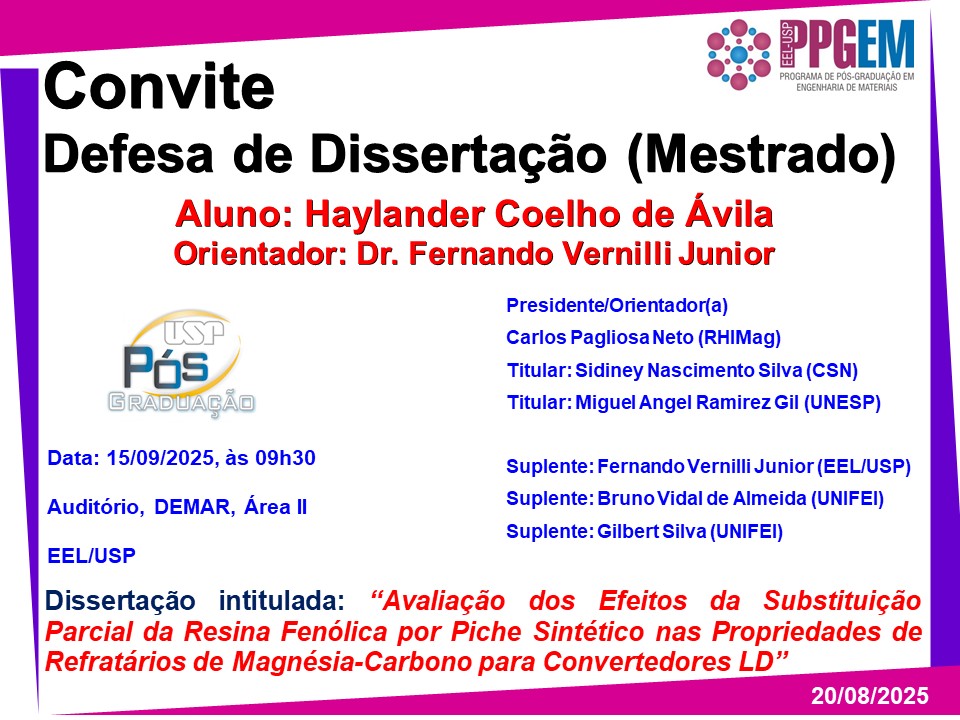 EEL-USP
PPGEM
PROGRAMA DE PÓS-GRADUAÇÃO EM
ENGENHARIA DE MATERIAIS
Convite
Defesa de Dissertação (Mestrado)
Aluno: Haylander Coelho de Ávila
Orientador: Dr. Fernando Vernilli Junior
USP
Pós
GRADUAÇÃO
Data: 15/09/2025, às 09h30
Auditório, DEMAR, Área II
EEL/USP
Presidente/Orientador(a)
Carlos Pagliosa Neto (RHIMag)
Titular: Sidiney Nascimento Silva (CSN)
Titular: Miguel Angel Ramirez Gil (UNESP)
Suplente: Fernando Vernilli Junior (EEL/USP)
Suplente: Bruno Vidal de Almeida (UNIFEI)
Suplente: Gilbert Silva (UNIFEI)
Dissertação intitulada: “Avaliação dos Efeitos da Substituição
Parcial da Resina Fenólica por Piche Sintético nas Propriedades de
Refratários de Magnésia-Carbono para Convertedores LD”
20/08/2025